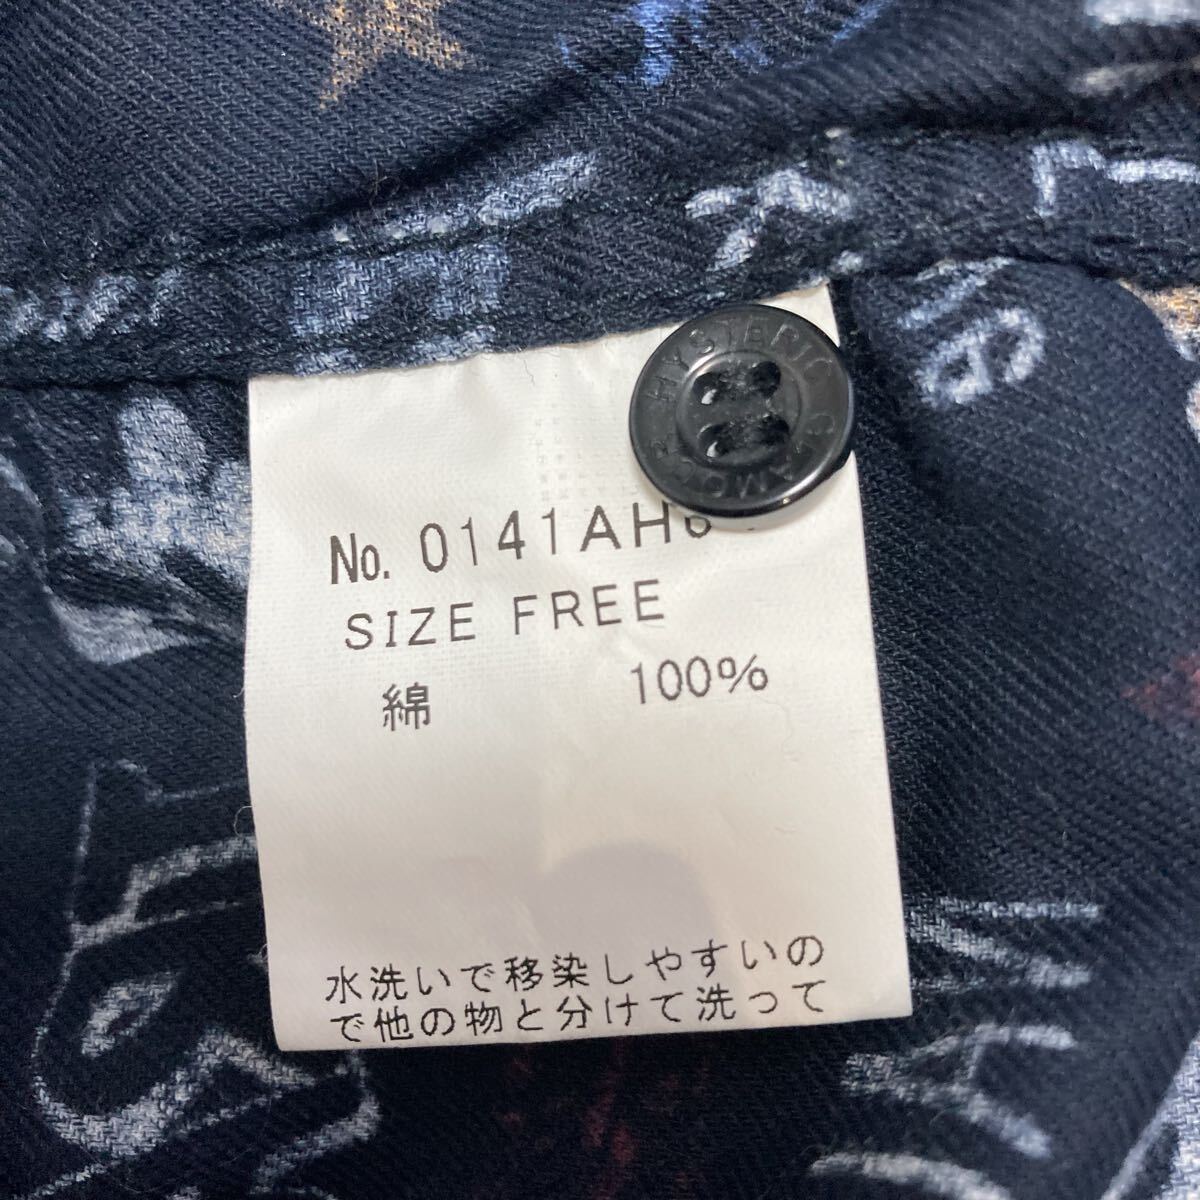 HYSTERIC GLAMOUR
No. 0141AH6
SIZE FREE
綿 100%
水洗いで移染しやすいの
で他の物と分けて洗って